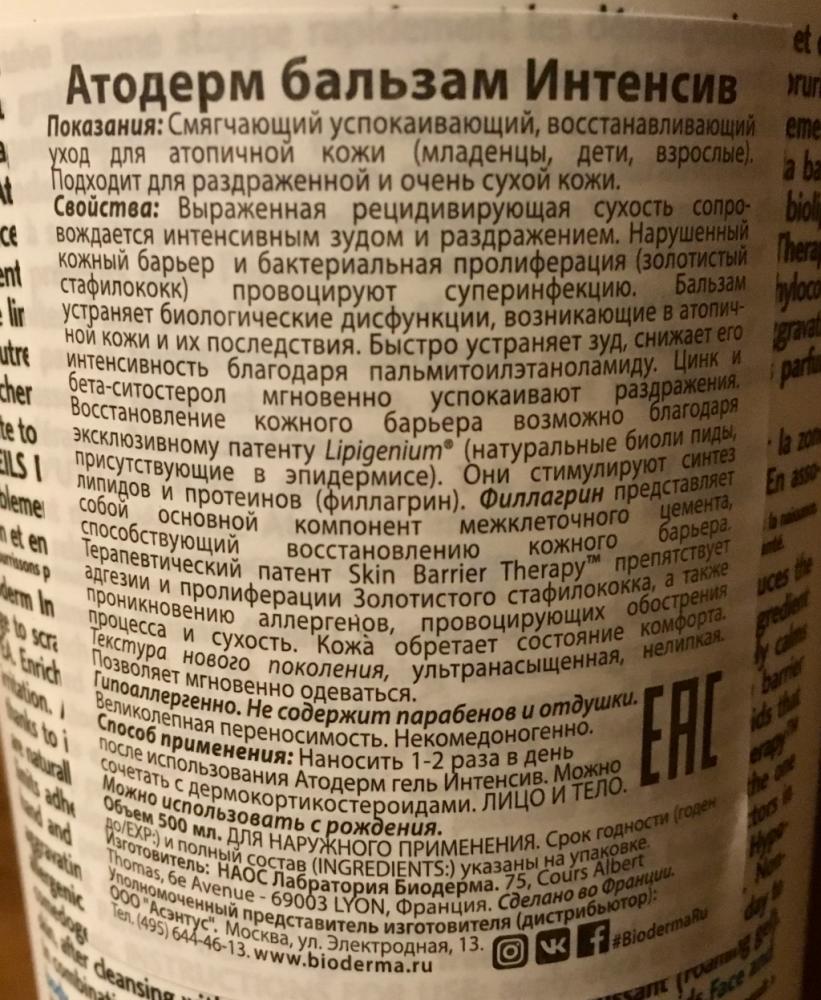 Атодерм бальзам Интенсив
Показания: Смягчающий успокаивающий, восстанавливающий
уход для атопичной кожи (младенцы, дети, взрослые).
Подходит для раздраженной и очень сухой кожи.
Свойства: Выраженная рецидивирующая сухость сопро-
вождается интенсивным зудом и раздражением. Нарушенный
кожный барьер и бактериальная пролиферация (золотистый
стафилококк) провоцируют суперинфекцию. Бальзам
устраняет биологические дисфункции, возникающие в атопич-
ной кожи и их последствия. Быстро устраняет зуд, снижает его
интенсивность благодаря пальмитоилэтаноламиду. Цинк и
бета-ситостерол мгновенно успокаивают раздражения.
Восстановление кожного барьера возможно благодаря
эксклюзивному патенту Lipigenium® (натуральные биоли пиды,
присутствующие в эпидермисе). Они стимулируют синтез
липидов и протеинов (филлагрин). Филлагрин представляет
собой основной компонент межклеточного цемента,
способствующий восстановлению кожного барьера.
Терапевтический патент Skin Barrier Therapy™ препятствует
адгезии и пролиферации Золотистого стафилококка, а также
проникновению аллергенов, провоцирующих обострения
процесса и сухость. Кожа обретает состояние комфорта.
Текстура нового поколения, ультранасыщенная, нелипкая.
Позволяет мгновенно одеваться.
Гипоаллергенно. Не содержит парабенов и отдушки.
Великолепная переносимость. Некомедоногенно.
Способ применения: Наносить 1-2 раза в день
после использования Атодерм гель Интенсив. Можно
сочетать с дермокортикостероидами. ЛИЦО И ТЕЛО.
Можно использовать с рождения.
EAC
Объем 500 мл. ДЛЯ НАРУЖНОГО ПРИМЕНЕНИЯ. Срок годности (годен
до/EXP:) и полный состав (INGREDIENTS:) указаны на упаковке.
Изготовитель: НАОС Лабратория Биодерма. 75, Cours Albert
Thomas, 6e Avenue - 69003 LYON, Франция. Сделано во Франции.
Уполномоченный представитель изготовителя (дистрибьютор):
ООО "Асэнтус". Москва, ул. Электродная, 13.
Тел. (495) 644-46-13. www.bioderma.ru
#BiodermaRu